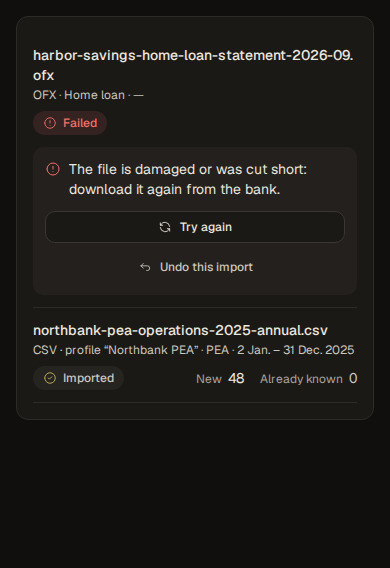 harbor-savings-home-loan-statement-2026-09.
ofx
OFX · Home loan · —
Failed
The file is damaged or was cut short:
download it again from the bank.
Try again
Undo this import
northbank-pea-operations-2025-annual.csv
CSV · profile “Northbank PEA” · PEA · 2 Jan. – 31 Dec. 2025
Imported New 48 Already known 0